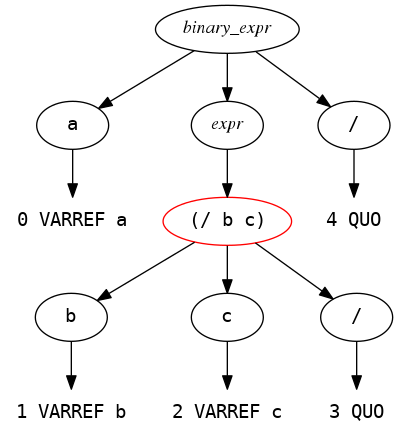 binary_expr
a expr /
0 VARREF a (/ b c) 4 QUO
b c /
1 VARREF b 2 VARREF c 3 QUO